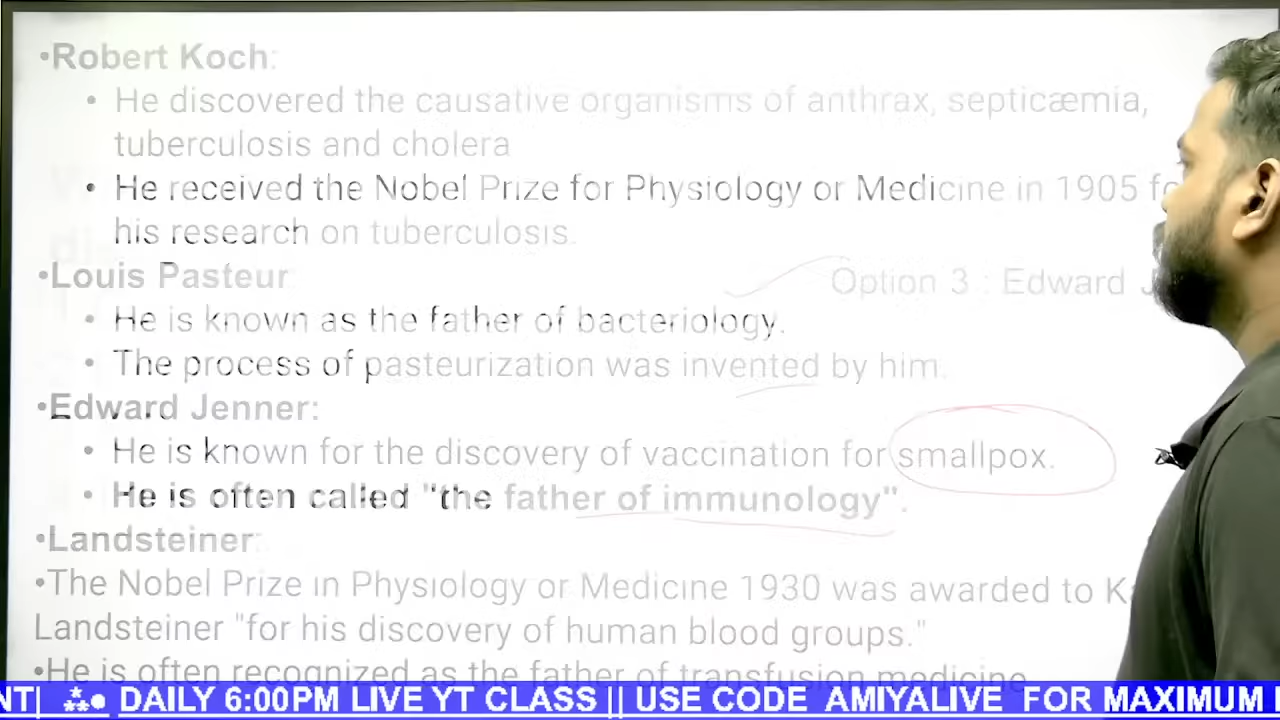 •Robert Koch:
• He discovered the causative organisms of anthrax, septicæmia,
tuberculosis and cholera
• He received the Nobel Prize for Physiology or Medicine in 1905
his research on tuberculosis.
•Louis Pasteur
Option 3 : Edward
• He is known as the father of bacteriology.
• The process of pasteurization was invented by him.
•Edward Jenner:
• He is known for the discovery of vaccination for smallpox.
• He is often called "the father of immunology".
•Landsteiner:
•The Nobel Prize in Physiology or Medicine 1930 was awarded to
Landsteiner "for his discovery of human blood groups."
•He is often recognized as the father of transfusion medicine
NT| ⁂● DAILY 6:00PM LIVE YT CLASS || USE CODE AMIYALIVE FOR MAXIMUM